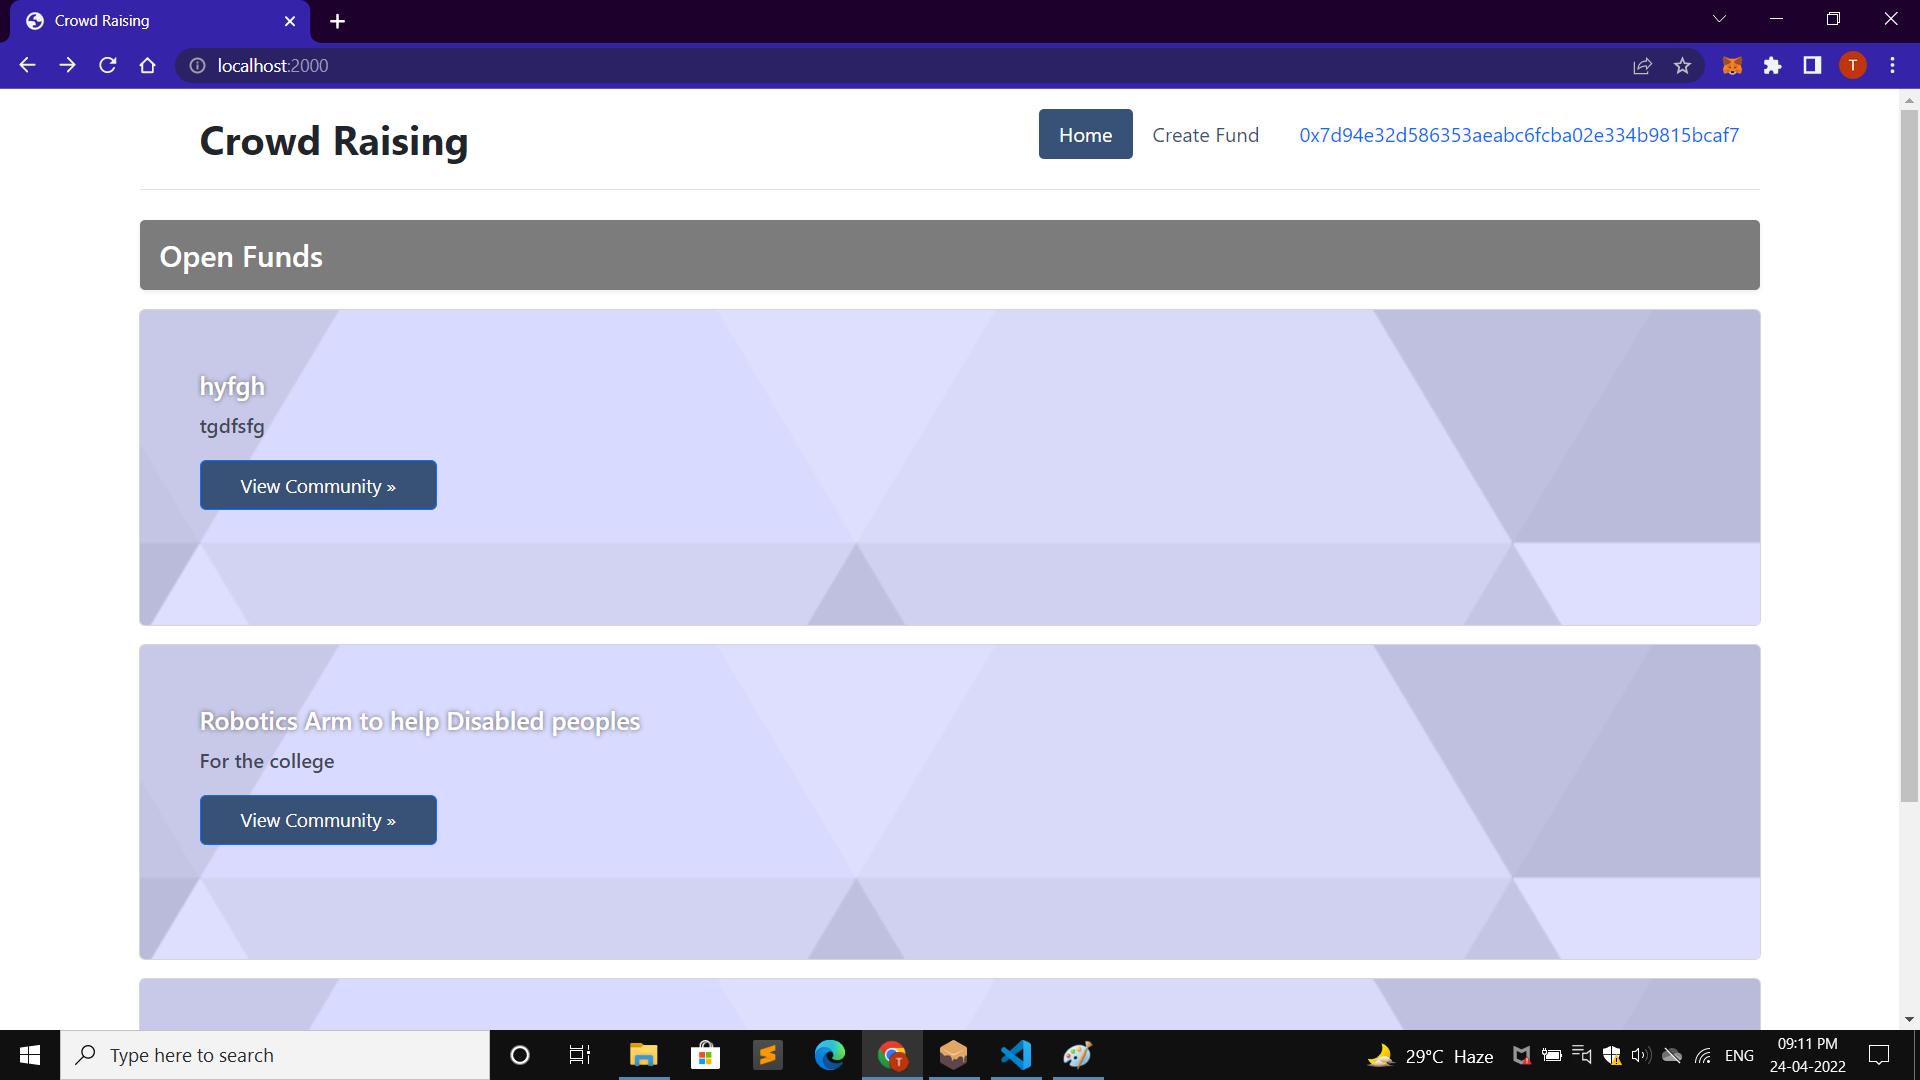 Crowd Raising
localhost:2000
T
Crowd Raising
Home
Create Fund
0x7d94e32d586353aeabc6fcba02e334b9815bcaf7
Open Funds
hyfgh
tgdfsfg
View Community »
Robotics Arm to help Disabled peoples
For the college
View Community »
Type here to search
T
29°C Haze
ENG
09:11 PM
24-04-2022